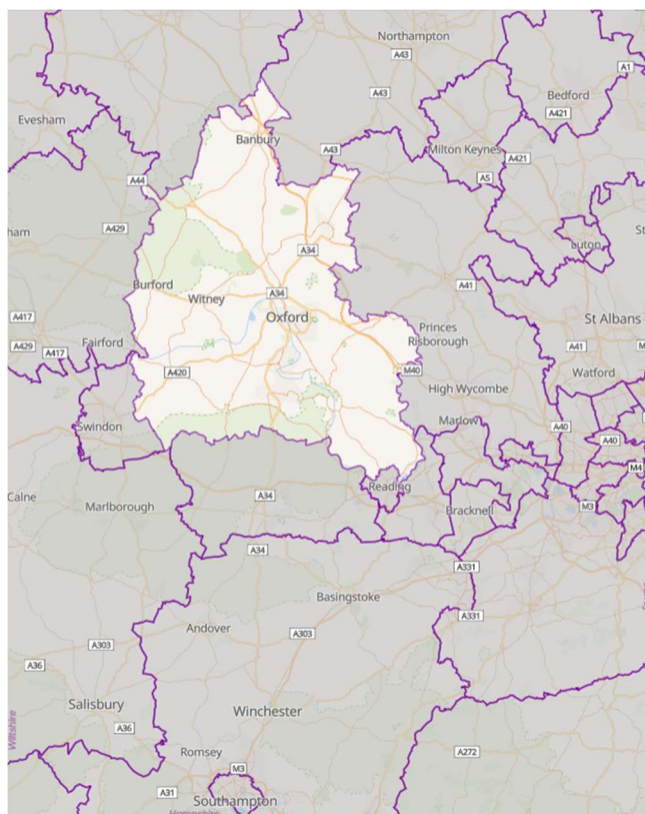 Northampton
A43
A1
A43
Bedford
A421
Evesham
Banbury
A43
Milton Keynes
A421
A5
A44
A429
ham
A34
Luton
St
Burford
Witney
A34
A41
Oxford
A417
St Albans
Princes
Risborough
Fairford
A429
A417
A41
M
A420
M40
Watford
High Wycombe
Marlow
Swindon
A40
A40
M4
Reading
Calne
A34
Marlborough
Bracknell
M3
A34
A331
Basingstoke
A331
Andover
A303
A303
A36
Salisbury
Winchester
A36
Wiltshire
Romsey
A272
M3
A31
Southampton
Hampshire